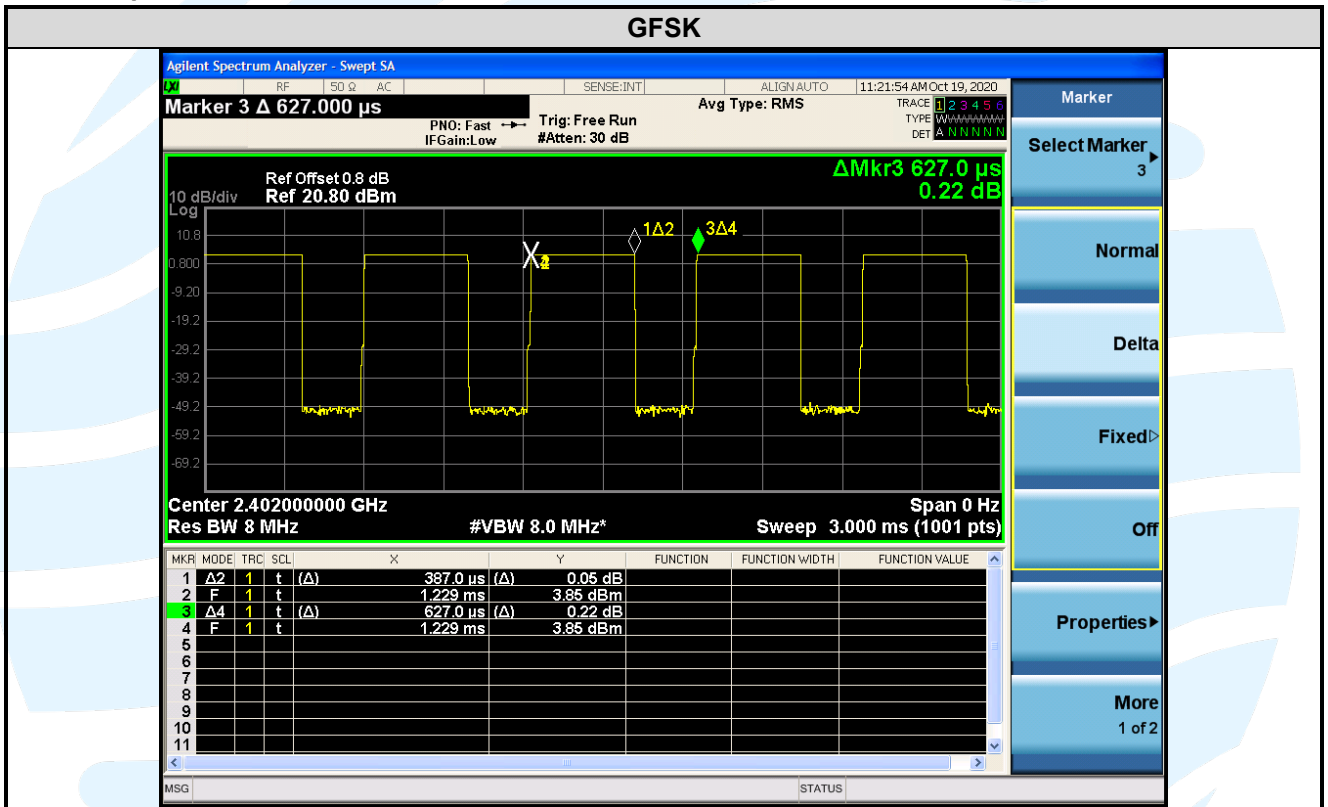 GFSK
Agilent Spectrum Analyzer - Swept SA
LXI RF 50 Ω AC SENSE:INT ALIGN AUTO 11:21:54 AM Oct 19, 2020
Marker 3 Δ 627.000 µs
PNO: Fast
IFGain:Low
Trig: Free Run
#Atten: 30 dB
Avg Type: RMS
TRACE 1 2 3 4 5 6
TYPE
DET A N N N N N
ΔMkr3 627.0 µs
0.22 dB
Ref Offset 0.8 dB
10 dB/div Ref 20.80 dBm
Log
10.8
0.800
-9.20
-19.2
-29.2
-39.2
-49.2
-59.2
-69.2
1Δ2 3Δ4
Center 2.402000000 GHz Span 0 Hz
Res BW 8 MHz #VBW 8.0 MHz* Sweep 3.000 ms (1001 pts)
MKR MODE TRC SCL X Y FUNCTION FUNCTION WIDTH FUNCTION VALUE
1 Δ2 1 t (Δ) 387.0 µs (Δ) 0.05 dB
2 F 1 t 1.229 ms 3.85 dBm
3 Δ4 1 t (Δ) 627.0 µs (Δ) 0.22 dB
4 F 1 t 1.229 ms 3.85 dBm
5
6
7
8
9
10
11
MSG STATUS
Marker
Select Marker
3
Normal
Delta
Fixed
Off
Properties
More
1 of 2